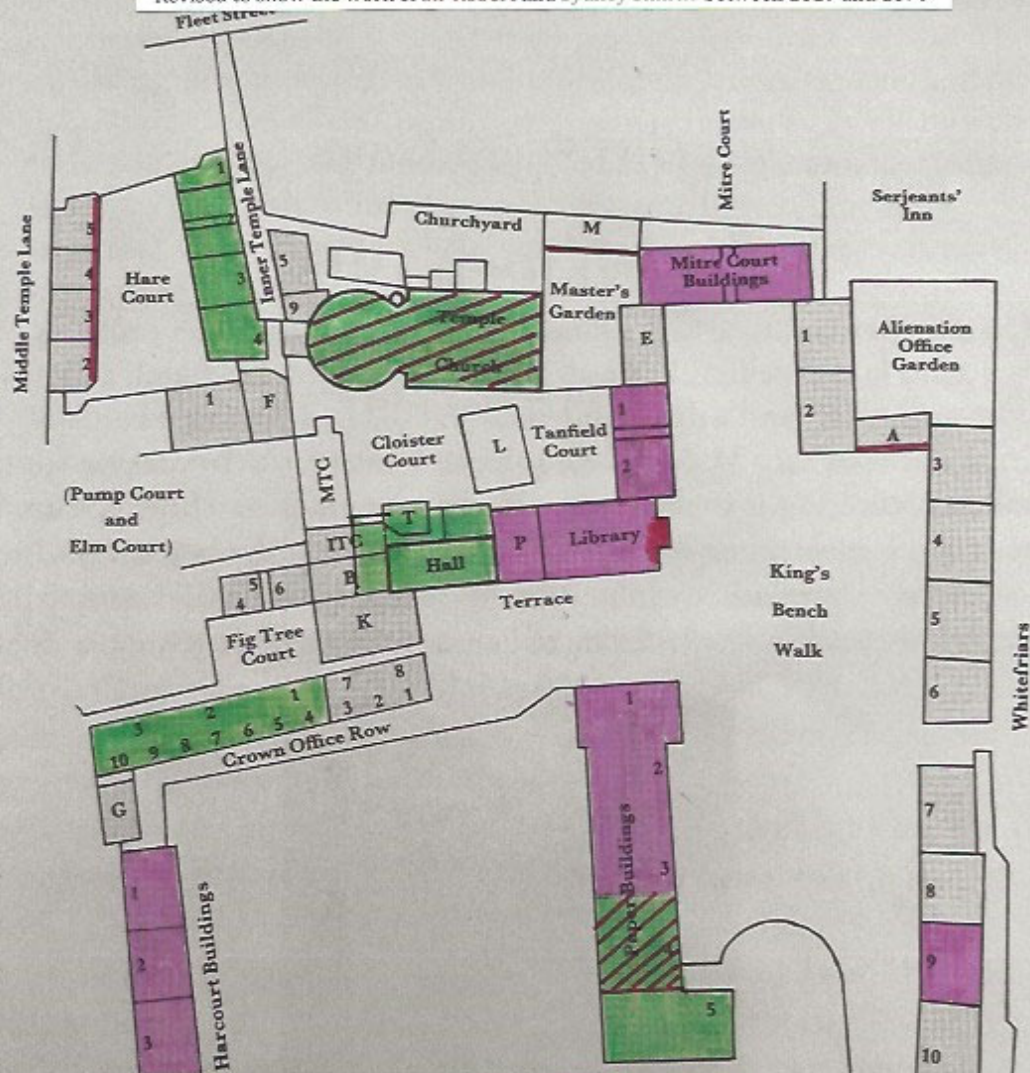 Fleet Street
Inner Temple Lane
Middle Temple Lane
Hare
Court
1
2
3
4
5
4
3
2
5
9
Churchyard
M
Mitre Court
Serjeants'
Inn
Mitre Court
Buildings
Master's
Garden
Temple
Church
E
1
2
Alienation
Office
Garden
A
1
F
MTC
Cloister
Court
L
Tanfield
Court
1
2
(Pump Court
and
Elm Court)
ITC
T
B
Hall
P
Library
Terrace
5
4
6
K
Fig Tree
Court
King's
Bench
Walk
3
4
5
6
Whitefriars
3
2
1
10 9 8 7 6 5 4
7 8
3 2 1
Crown Office Row
G
1
2
3
Harcourt Buildings
1
2
3
Paper Buildings
5
7
8
9
10